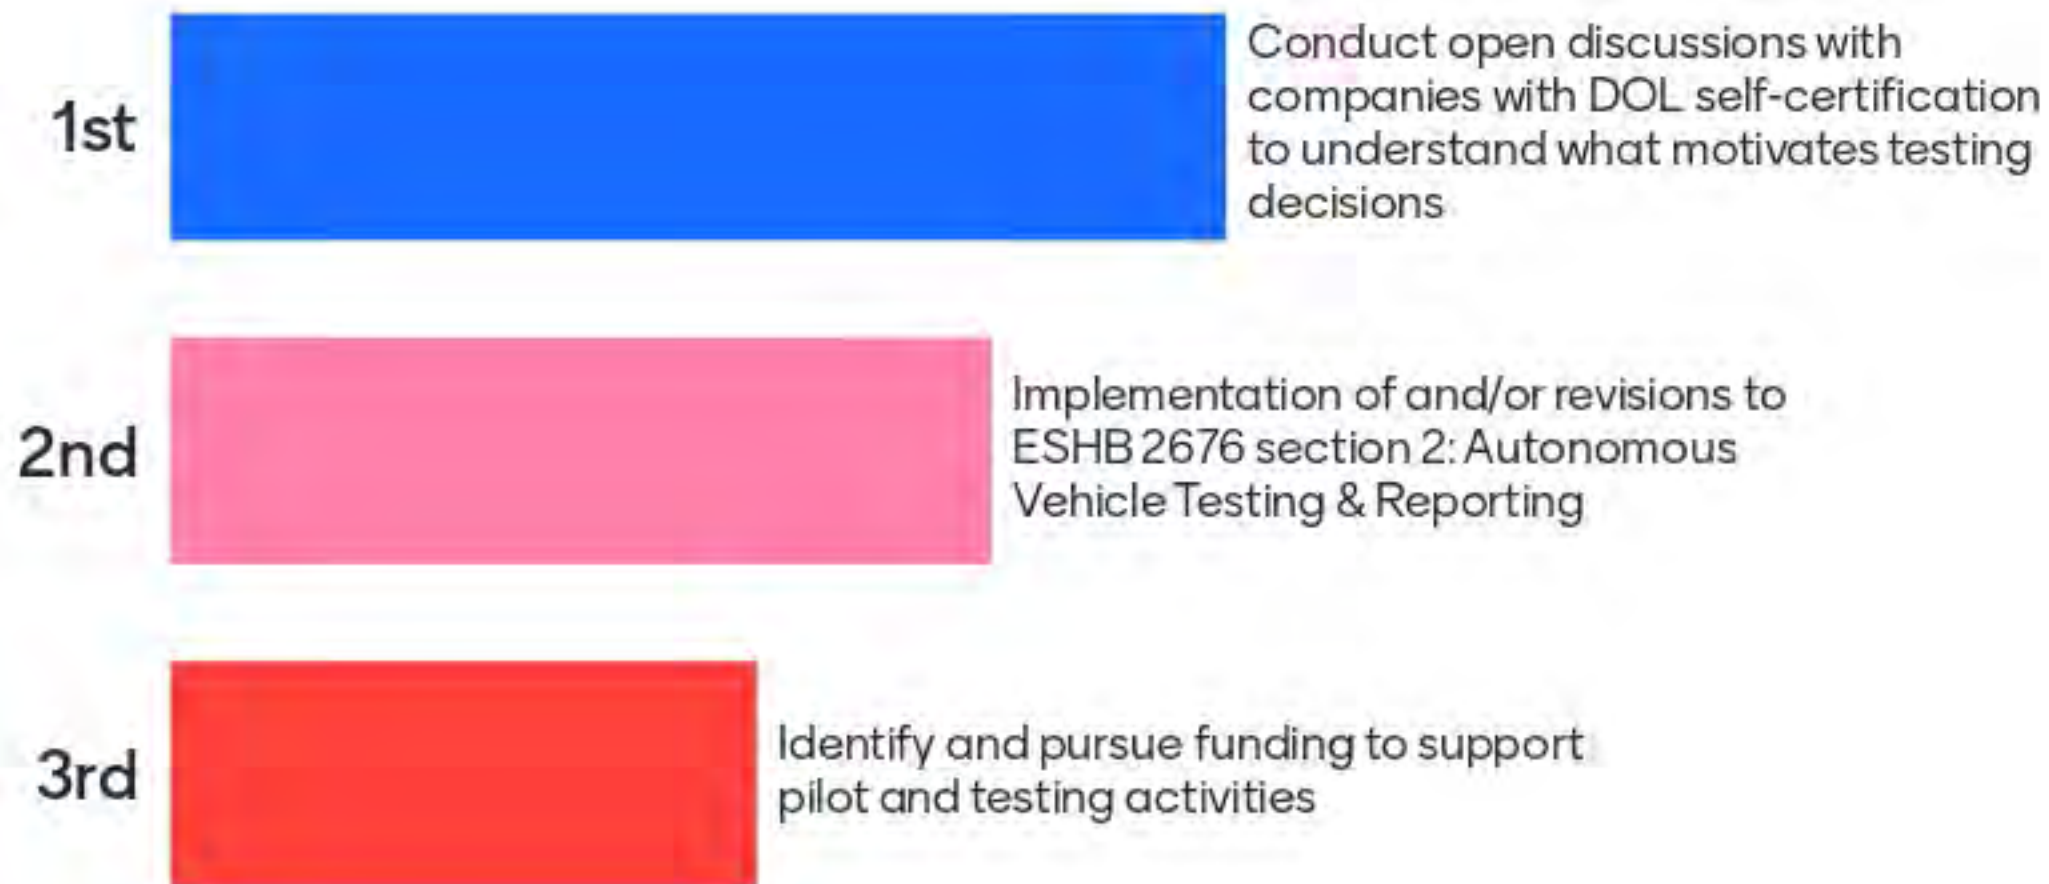 1st
Conduct open discussions with
companies with DOL self-certification
to understand what motivates testing
decisions
2nd
Implementation of and/or revisions to
ESHB 2676 section 2: Autonomous
Vehicle Testing & Reporting
3rd
Identify and pursue funding to support
pilot and testing activities